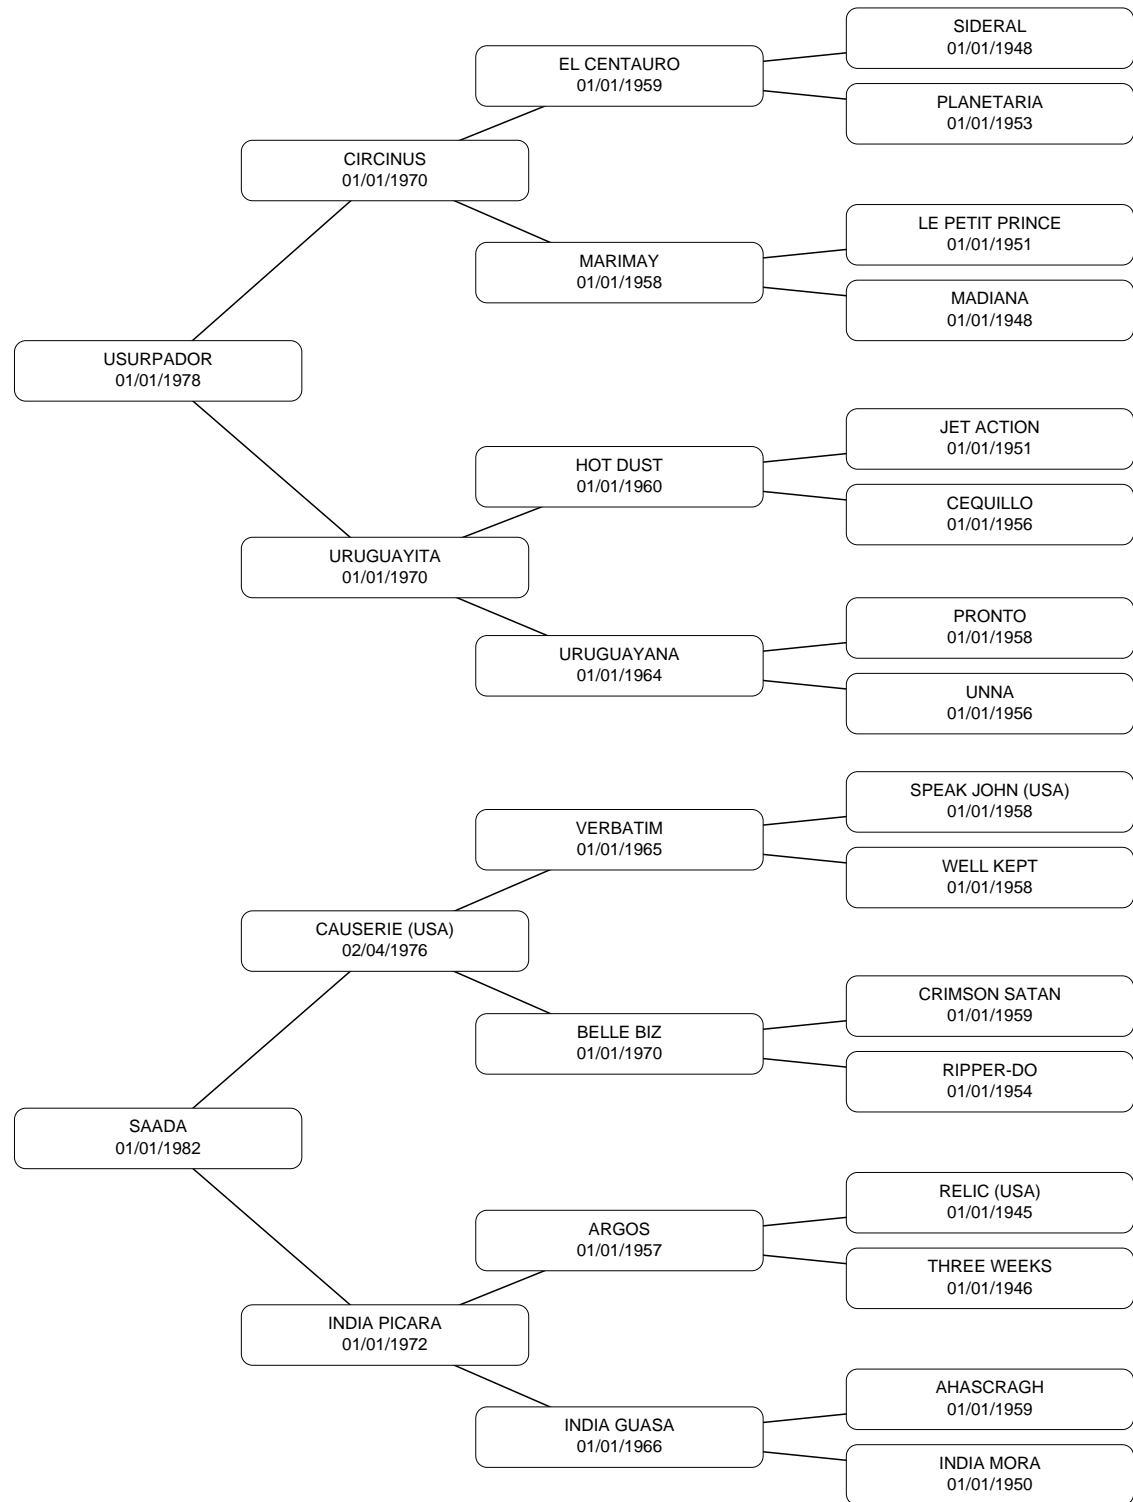 SIDERAL
01/01/1948
EL CENTAURO
01/01/1959
PLANETARIA
01/01/1953
CIRCINUS
01/01/1970
LE PETIT PRINCE
01/01/1951
MARIMAY
01/01/1958
MADIANA
01/01/1948
USURPADOR
01/01/1978
JET ACTION
01/01/1951
HOT DUST
01/01/1960
CEQUILLO
01/01/1956
URUGUAYITA
01/01/1970
PRONTO
01/01/1958
URUGUAYANA
01/01/1964
UNNA
01/01/1956
SPEAK JOHN (USA)
01/01/1958
VERBATIM
01/01/1965
WELL KEPT
01/01/1958
CAUSERIE (USA)
02/04/1976
CRIMSON SATAN
01/01/1959
BELLE BIZ
01/01/1970
RIPPER-DO
01/01/1954
SAADA
01/01/1982
RELIC (USA)
01/01/1945
ARGOS
01/01/1957
THREE WEEKS
01/01/1946
INDIA PICARA
01/01/1972
AHASCRAGH
01/01/1959
INDIA GUASA
01/01/1966
INDIA MORA
01/01/1950